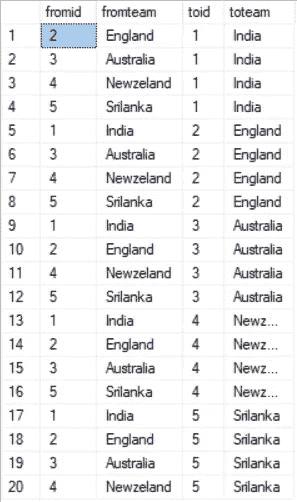 fromid fromteam toid toteam
1 2 England 1 India
2 3 Australia 1 India
3 4 Newzeland 1 India
4 5 Srilanka 1 India
5 1 India 2 England
6 3 Australia 2 England
7 4 Newzeland 2 England
8 5 Srilanka 2 England
9 1 India 3 Australia
10 2 England 3 Australia
11 4 Newzeland 3 Australia
12 5 Srilanka 3 Australia
13 1 India 4 Newz...
14 2 England 4 Newz...
15 3 Australia 4 Newz...
16 5 Srilanka 4 Newz...
17 1 India 5 Srilanka
18 2 England 5 Srilanka
19 3 Australia 5 Srilanka
20 4 Newzeland 5 Srilanka